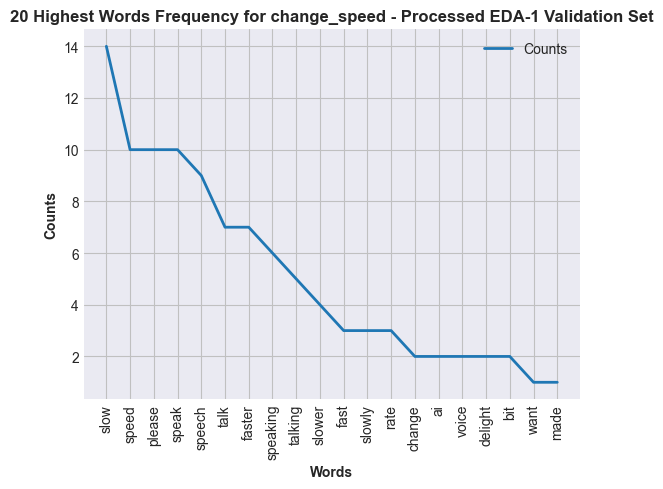 20 Highest Words Frequency for change_speed - Processed EDA-1 Validation Set
Counts
14
12
10
8
6
4
2
Counts
slow
speed
please
speak
speech
talk
faster
speaking
talking
slower
fast
slowly
rate
change
ai
voice
delight
bit
want
made
Words